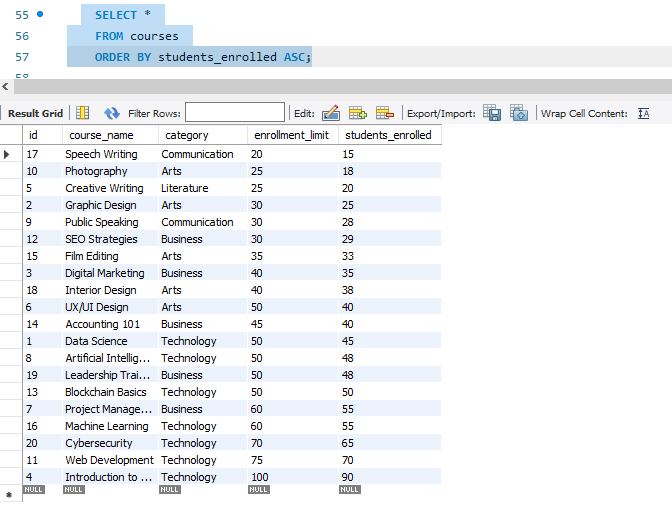 55 SELECT *
56 FROM courses
57 ORDER BY students_enrolled ASC;
58
Result Grid Filter Rows: Edit: Export/Import: Wrap Cell Content: IA
id course_name category enrollment_limit students_enrolled
17 Speech Writing Communication 20 15
10 Photography Arts 25 18
5 Creative Writing Literature 25 20
2 Graphic Design Arts 30 25
9 Public Speaking Communication 30 28
12 SEO Strategies Business 30 29
15 Film Editing Arts 35 33
3 Digital Marketing Business 40 35
18 Interior Design Arts 40 38
6 UX/UI Design Arts 50 40
14 Accounting 101 Business 45 40
1 Data Science Technology 50 45
8 Artificial Intellig... Technology 50 48
19 Leadership Trai... Business 50 48
13 Blockchain Basics Technology 50 50
7 Project Manage... Business 60 55
16 Machine Learning Technology 60 55
20 Cybersecurity Technology 70 65
11 Web Development Technology 75 70
4 Introduction to ... Technology 100 90
NULL NULL NULL NULL NULL